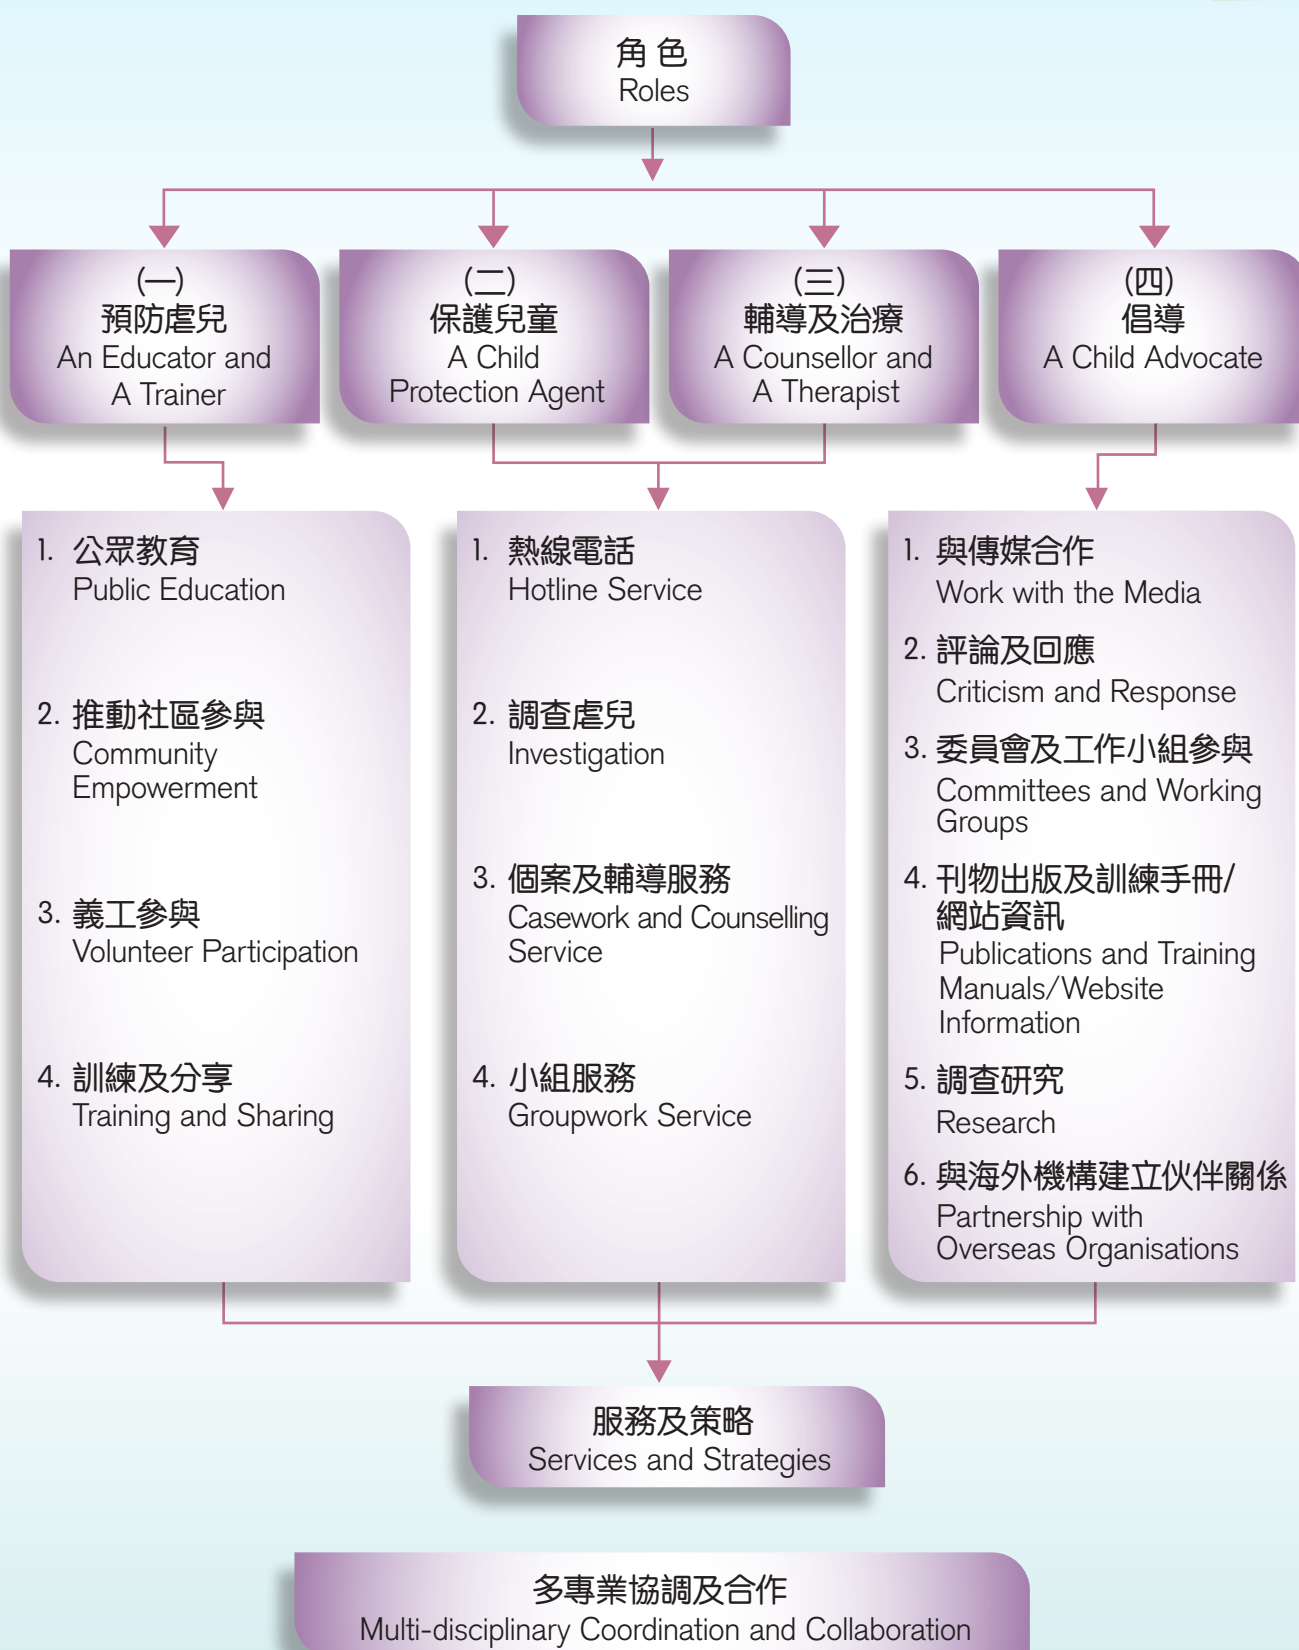 角 色
Roles
(一)
預防虐兒
An Educator and
A Trainer
(二)
保護兒童
A Child
Protection Agent
(三)
輔導及治療
A Counsellor and
A Therapist
(四)
倡導
A Child Advocate
1. 公眾教育
Public Education
2. 推動社區參與
Community
Empowerment
3. 義工參與
Volunteer Participation
4. 訓練及分享
Training and Sharing
1. 熱線電話
Hotline Service
2. 調查虐兒
Investigation
3. 個案及輔導服務
Casework and Counselling
Service
4. 小組服務
Groupwork Service
1. 與傳媒合作
Work with the Media
2. 評論及回應
Criticism and Response
3. 委員會及工作小組參與
Committees and Working
Groups
4. 刊物出版及訓練手冊/
網站資訊
Publications and Training
Manuals/Website
Information
5. 調查研究
Research
6. 與海外機構建立伙伴關係
Partnership with
Overseas Organisations
服務及策略
Services and Strategies
多專業協調及合作
Multi-disciplinary Coordination and Collaboration